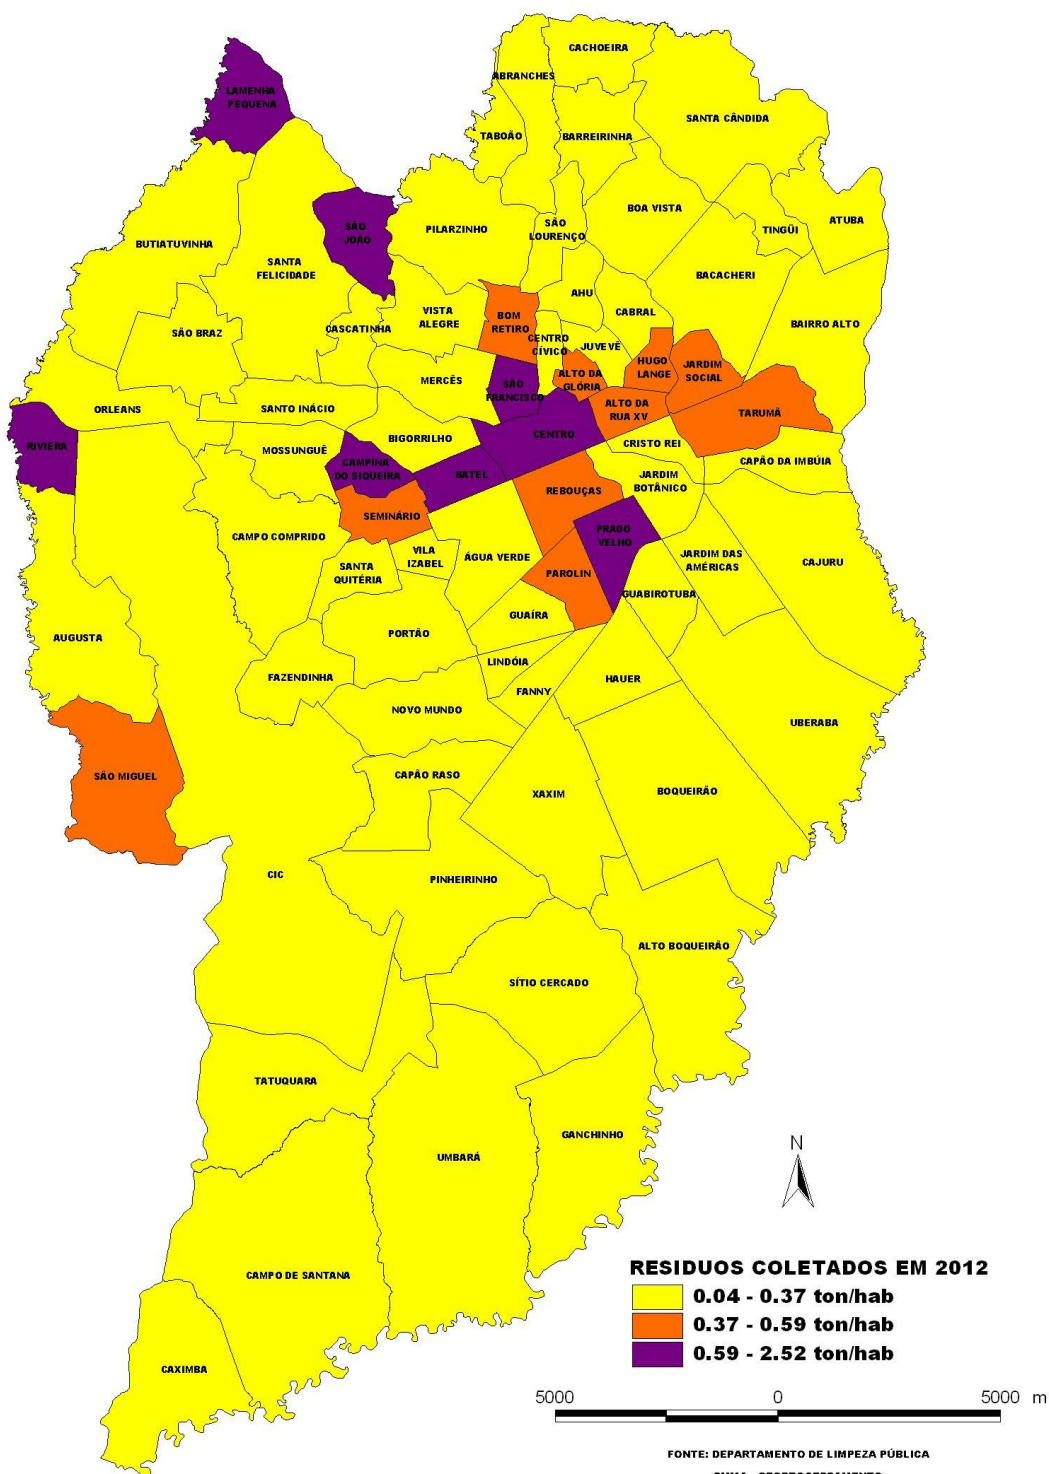 CACHOEIRA
ABRANCHES
LAMENHA
PEQUENA
SANTA CÂNDIDA
TABOÃO
BARREIRINHA
BOA VISTA
ATUBA
SÃO
JOÃO
PILARZINHO
SÃO
LOURENÇO
TINGÜI
BUTIATUVINHA
SANTA
FELICIDADE
BACACHERI
AHU
CABRAL
VISTA
ALEGRE
BOM
RETIRO
BAIRRO ALTO
SÃO BRAZ
CASCATINHA
CENTRO
CÍVICO
JUVEVÊ
HUGO
LANGE
JARDIM
SOCIAL
MERCÊS
SÃO
FRANCISCO
ALTO DA
GLÓRIA
ALTO DA
RUA XV
TARUMÃ
ORLEANS
SANTO INÁCIO
RIVIERA
MOSSUNGUÊ
BIGORRILHO
CENTRO
CRISTO REI
CAMPINA
DO SIQUEIRA
BATEL
CAPÃO DA IMBÚIA
JARDIM
BOTÂNICO
REBOUÇAS
SEMINÁRIO
CAMPO COMPRIDO
PRADO
VELHO
VILA
IZABEL
ÁGUA VERDE
JARDIM DAS
AMÉRICAS
CAJURU
SANTA
QUITÉRIA
PAROLIN
GUABIROTUBA
GUAÍRA
AUGUSTA
PORTÃO
LINDÓIA
FAZENDINHA
FANNY
HAUER
NOVO MUNDO
UBERABA
SÃO MIGUEL
CAPÃO RASO
XAXIM
BOQUEIRÃO
CIC
PINHEIRINHO
ALTO BOQUEIRÃO
SÍTIO CERCADO
TATUQUARA
GANCHINHO
UMBARÁ
N
CAMPO DE SANTANA
CAXIMBA
RESIDUOS COLETADOS EM 2012
0.04 - 0.37 ton/hab
0.37 - 0.59 ton/hab
0.59 - 2.52 ton/hab
5000 0 5000 m
FONTE: DEPARTAMENTO DE LIMPEZA PÚBLICA